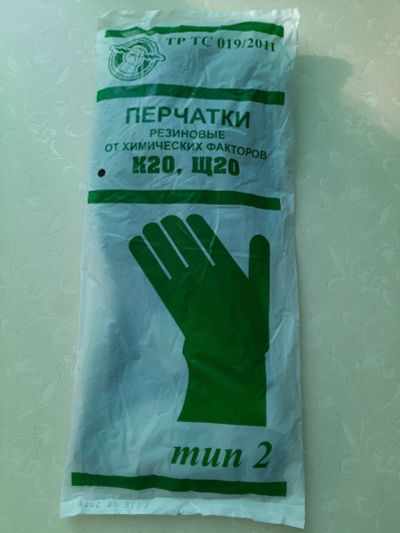 ТР ТС 019/2011
ПЕРЧАТКИ
РЕЗИНОВЫЕ
ОТ ХИМИЧЕСКИХ ФАКТОРОВ
К20, Щ20
тип 2